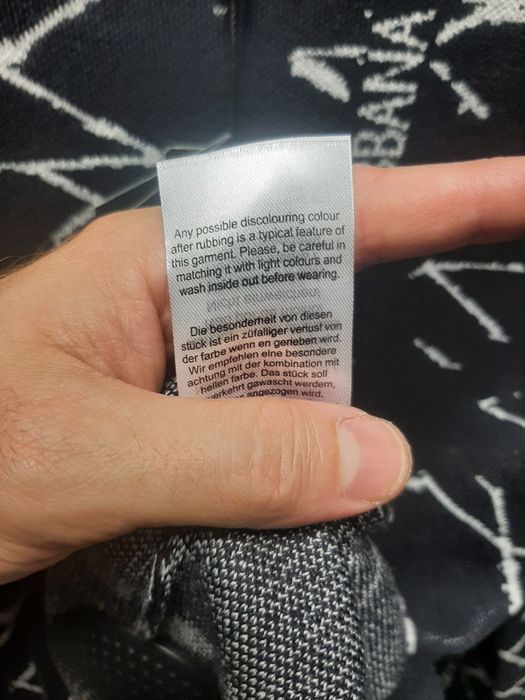 BANA
Any possible discolouring colour
after rubbing is a typical feature of
this garment. Please, be careful in
matching it with light colours and
wash inside out before wearing.
Die besonderheit von diesen
stück ist ein züfalliger verlust von
der farbe wenn en gerieben wird.
Wir empfehlen eine besondere
achtung mit der kombination mit
hellen farbe. Das stück soll
verkehrt gawascht werdem,
angezogen wird.